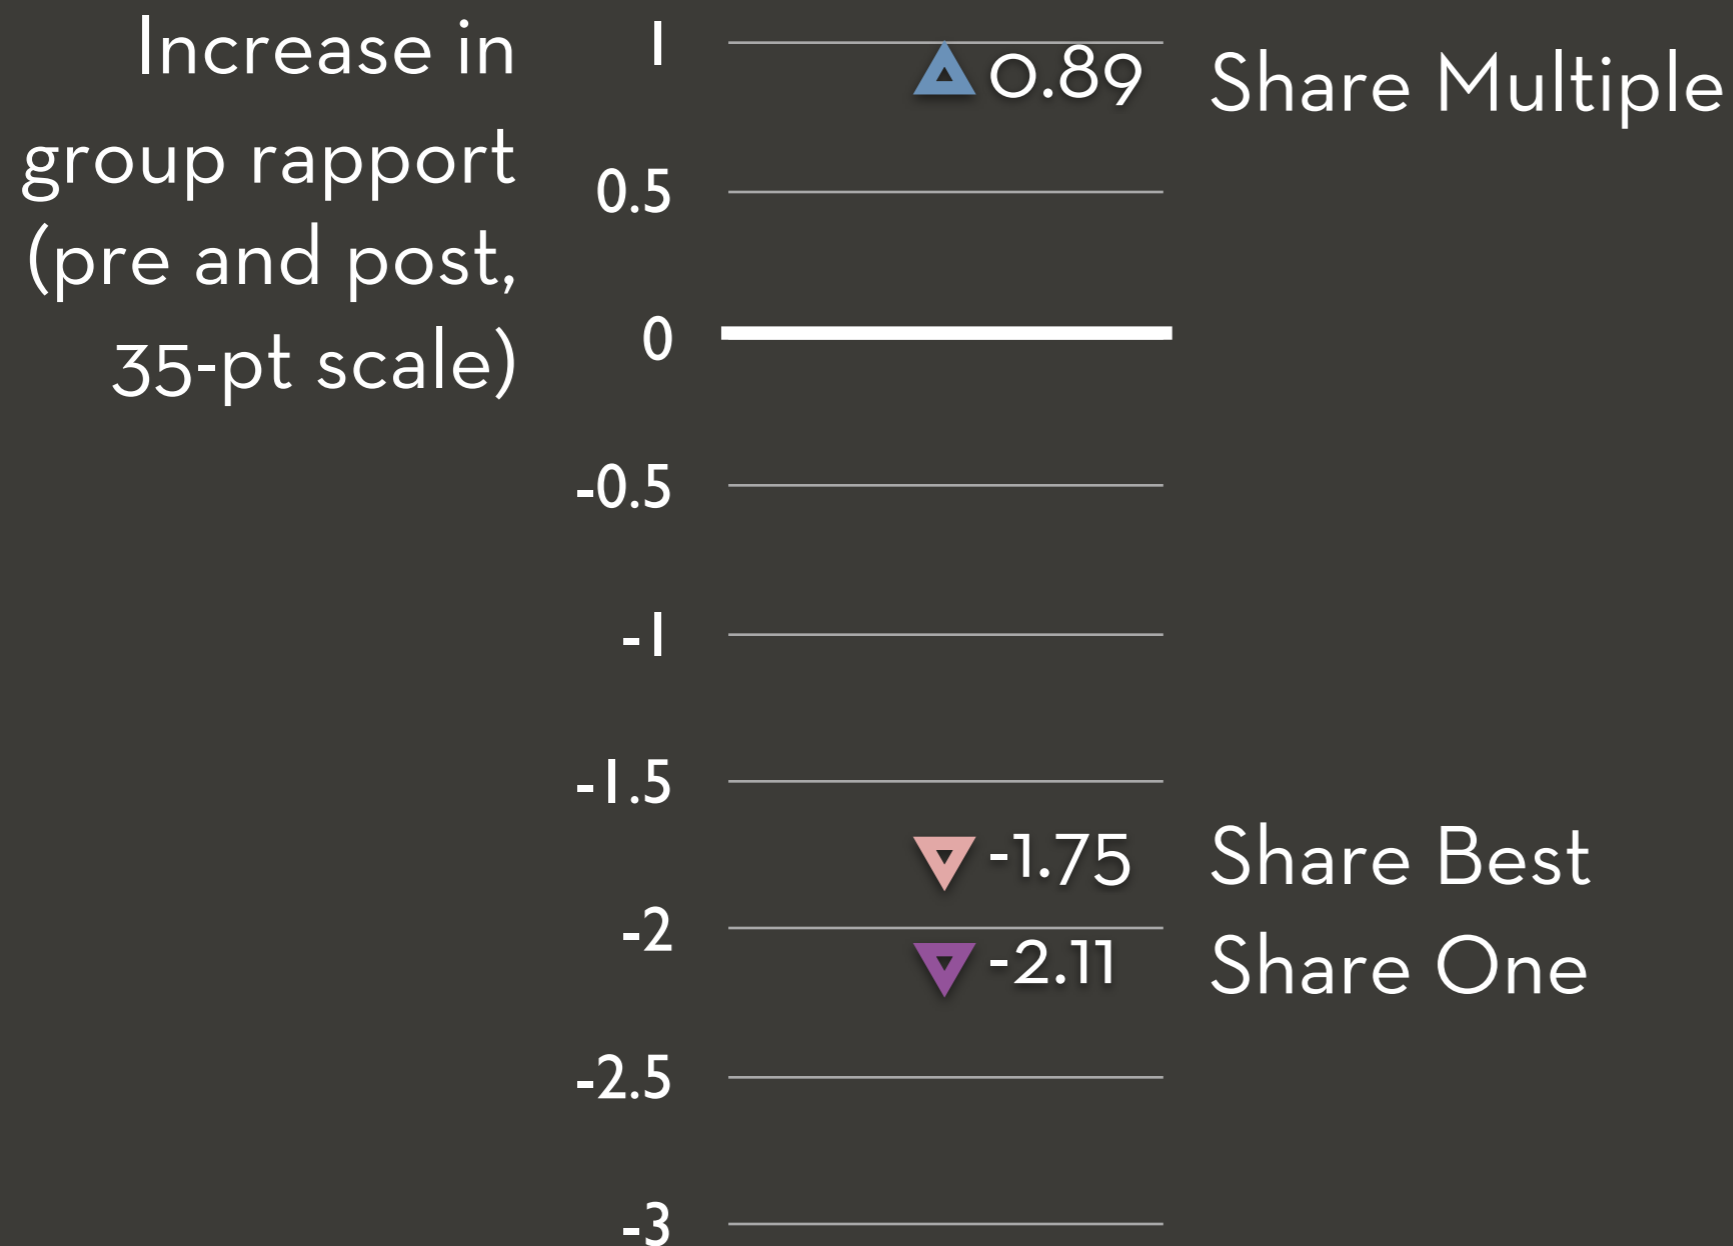 Increase in
group rapport
(pre and post,
35-pt scale)
1
0.89 Share Multiple
0.5
0
-0.5
-1
-1.5
-1.75 Share Best
-2
-2.11 Share One
-2.5
-3